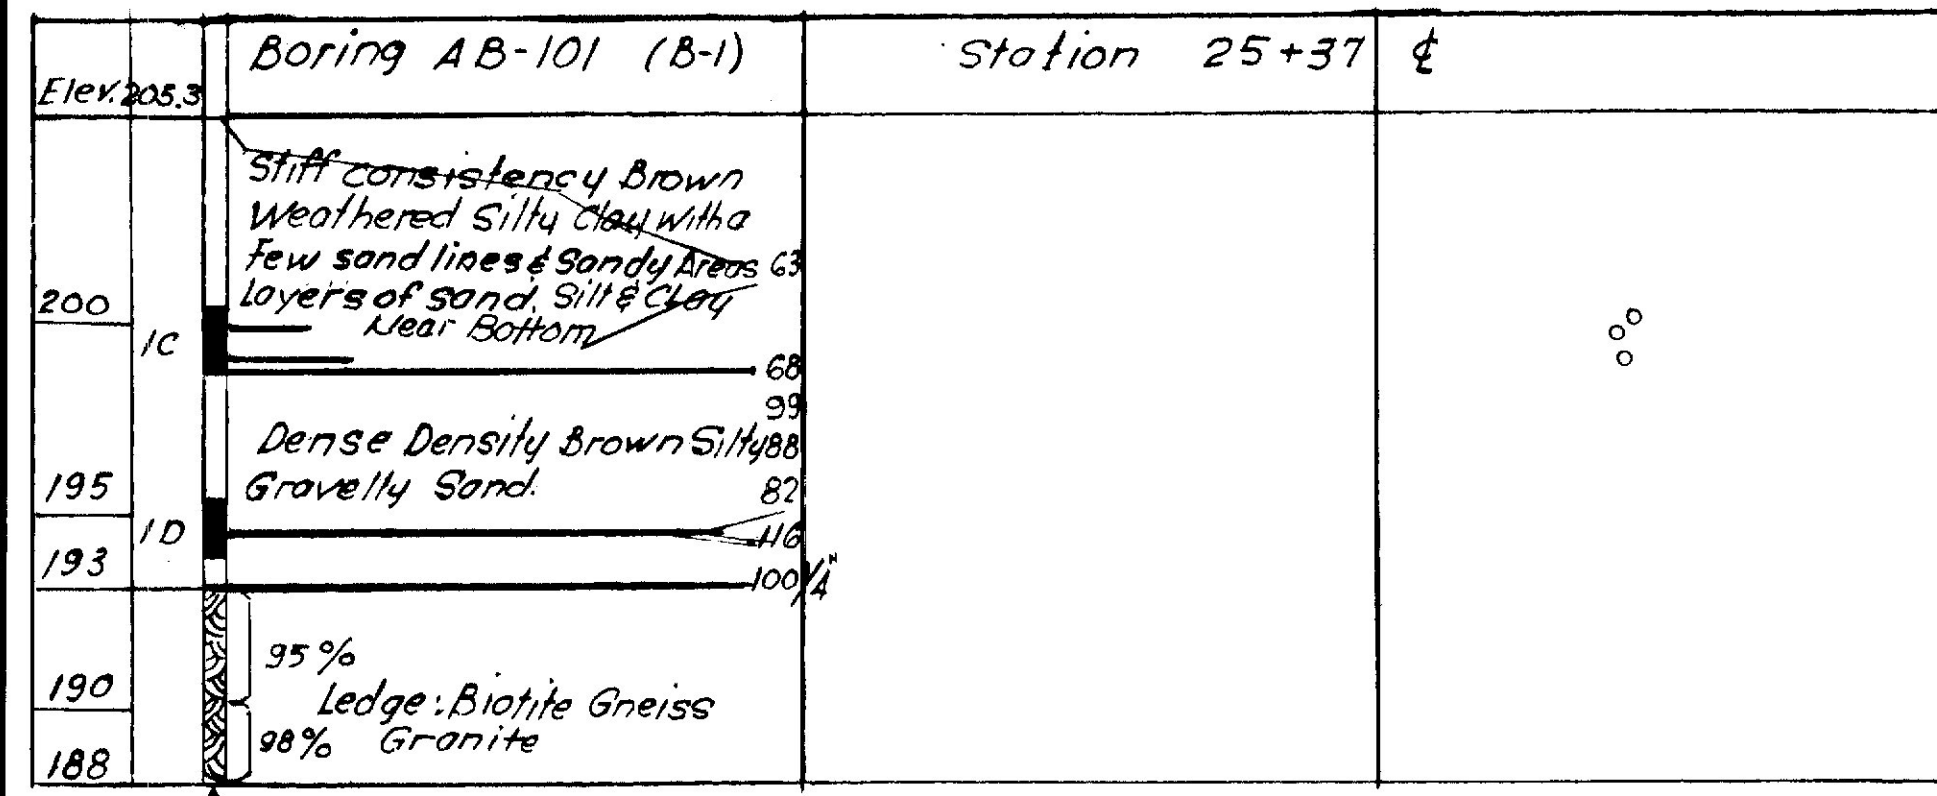 Boring AB-101 (B-1) Station 25+37 ℄
Elev. 205.3
Stiff consistency Brown
Weathered Silty Clay with a
Few sand lines & Sandy Areas 63
Layers of sand, Silt & Clay
200
Near Bottom
1C
68
99
Dense Density Brown Silty 88
195
Gravelly Sand. 82
1D
116
193
100/4"
95%
190
Ledge: Biotite Gneiss
98% Granite
188